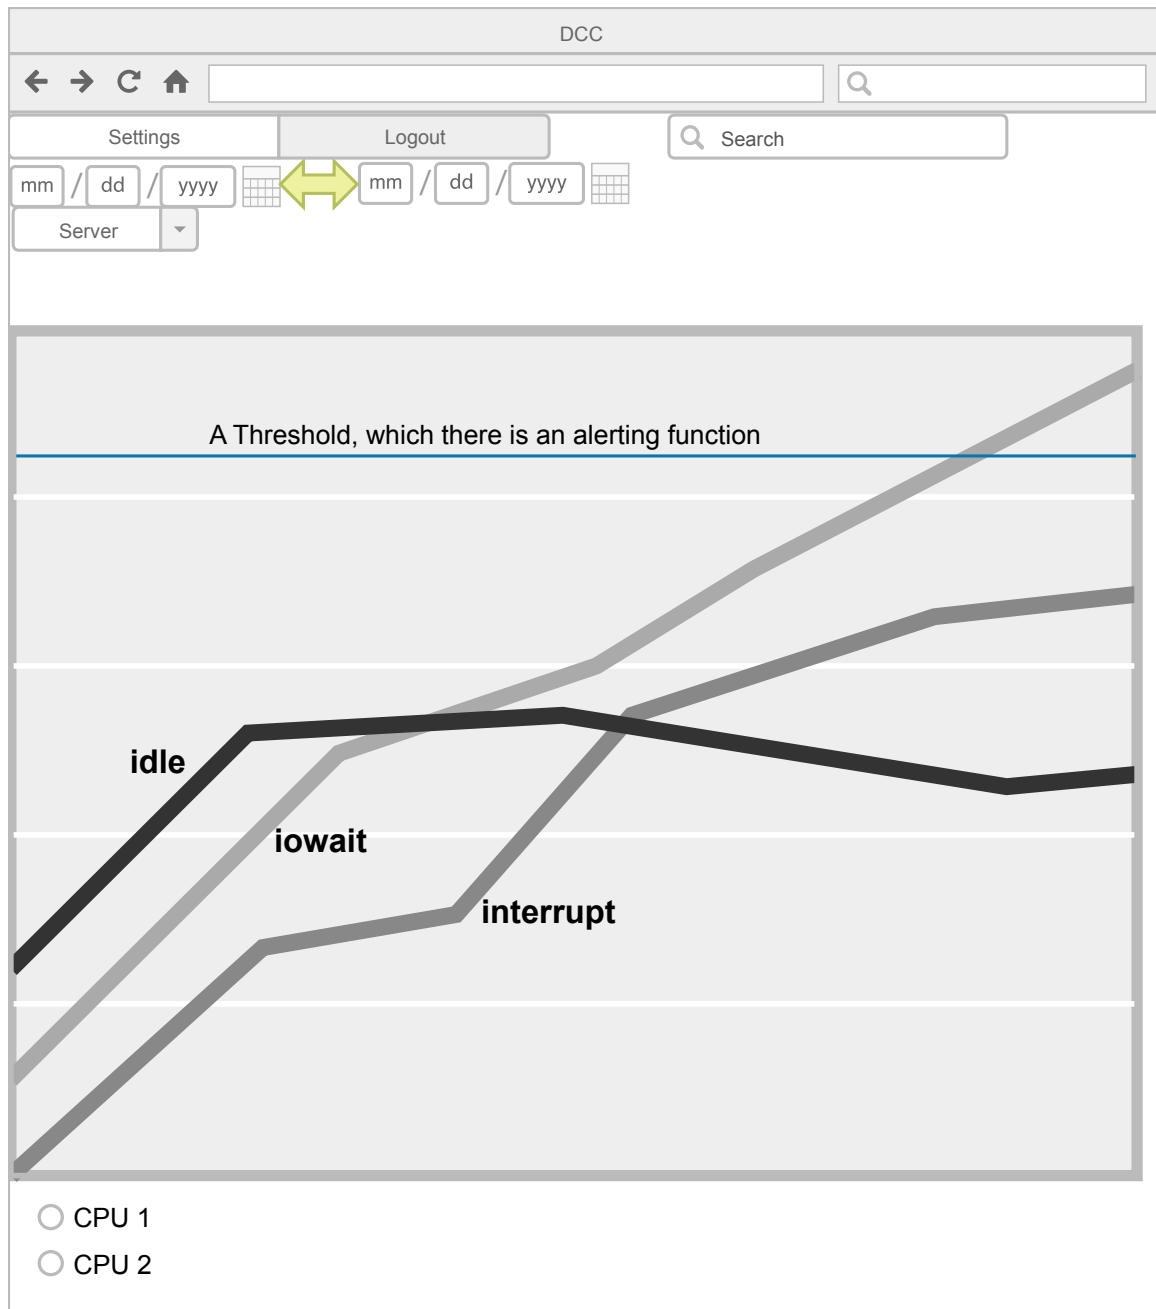 DCC
Settings Logout Search
mm / dd / yyyy mm / dd / yyyy
Server
A Threshold, which there is an alerting function
idle
iowait
interrupt
CPU 1
CPU 2